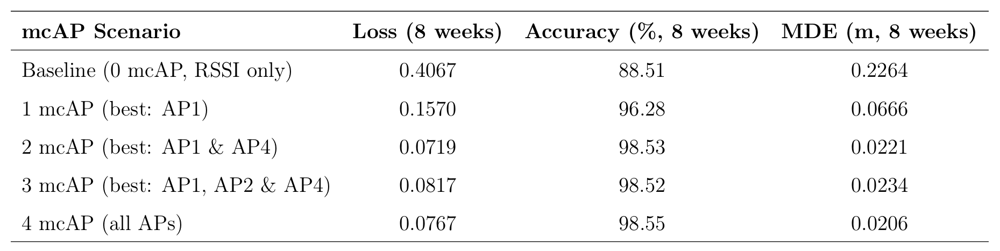 mcAP Scenario Loss (8 weeks) Accuracy (%, 8 weeks) MDE (m, 8 weeks)
Baseline (0 mcAP, RSSI only) 0.4067 88.51 0.2264
1 mcAP (best: AP1) 0.1570 96.28 0.0666
2 mcAP (best: AP1 & AP4) 0.0719 98.53 0.0221
3 mcAP (best: AP1, AP2 & AP4) 0.0817 98.52 0.0234
4 mcAP (all APs) 0.0767 98.55 0.0206